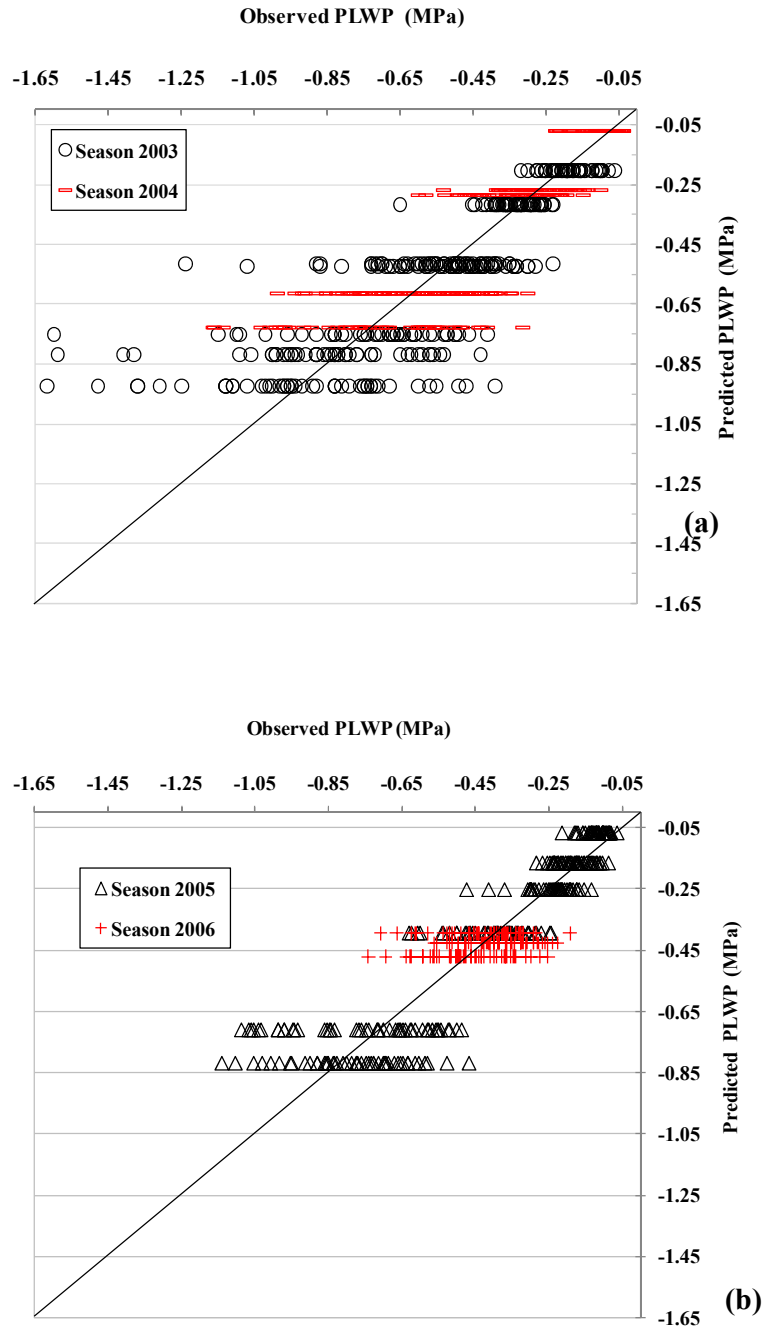 Observed PLWP (MPa)
-1.65 -1.45 -1.25 -1.05 -0.85 -0.65 -0.45 -0.25 -0.05
Season 2003
Season 2004
-0.05
-0.25
-0.45
-0.65
-0.85
-1.05
-1.25
-1.45
-1.65
Predicted PLWP (MPa)
(a)
Observed PLWP (MPa)
-1.65 -1.45 -1.25 -1.05 -0.85 -0.65 -0.45 -0.25 -0.05
Season 2005
Season 2006
-0.05
-0.25
-0.45
-0.65
-0.85
-1.05
-1.25
-1.45
-1.65
Predicted PLWP (MPa)
(b)